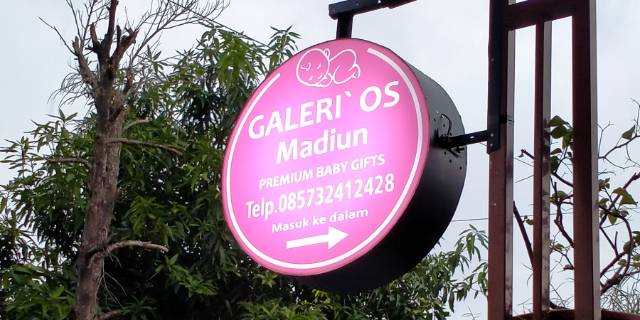 GALERI` OS
Madiun
PREMIUM BABY GIFTS
Telp.085732412428
Masuk ke dalam